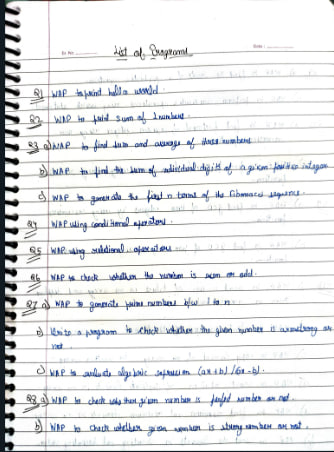 List of Programs
Date:
Q1 WAP to print hello world.
Q2 WAP to print sum of 2 numbers
Q3 a) WAP to find sum and average of three numbers
b) WAP to find the sum of individual digits of a given positive integer
c) WAP to generate the first n terms of the Fibonacci sequence.
Q4 WAP using conditional operators.
Q5 WAP using relational operators
Q6 WAP to check whether the number is even or odd.
Q7 a) WAP to generate prime numbers b/w 1 to n.
b) Write a program to check whether the given number is armstrong or
not.
c) WAP to evaluate algebraic expression (ax+b)/(ax-b).
Q8 a) WAP to check whether given number is perfect number or not.
b) WAP to check whether given number is strong number or not.